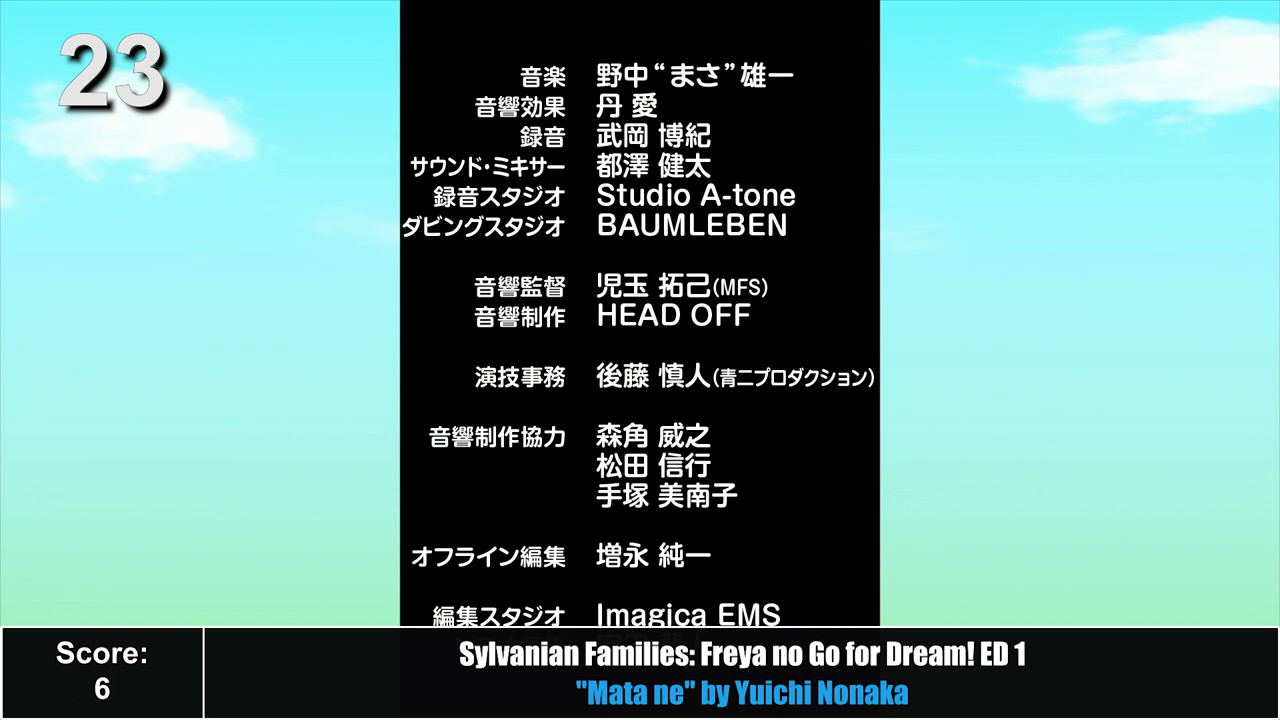 23
音楽 野中“まさ”雄一
音響効果 丹 愛
録音 武岡 博紀
サウンド・ミキサー 都澤 健太
録音スタジオ Studio A-tone
ダビングスタジオ BAUMLEBEN
音響監督 児玉 拓己(MFS)
音響制作 HEAD OFF
演技事務 後藤 慎人(青二プロダクション)
音響制作協力 森角 威之
松田 信行
手塚 美南子
オフライン編集 増永 純一
編集スタジオ Imagica EMS
Score:
6
Sylvanian Families: Freya no Go for Dream! ED 1
"Mata ne" by Yuichi Nonaka